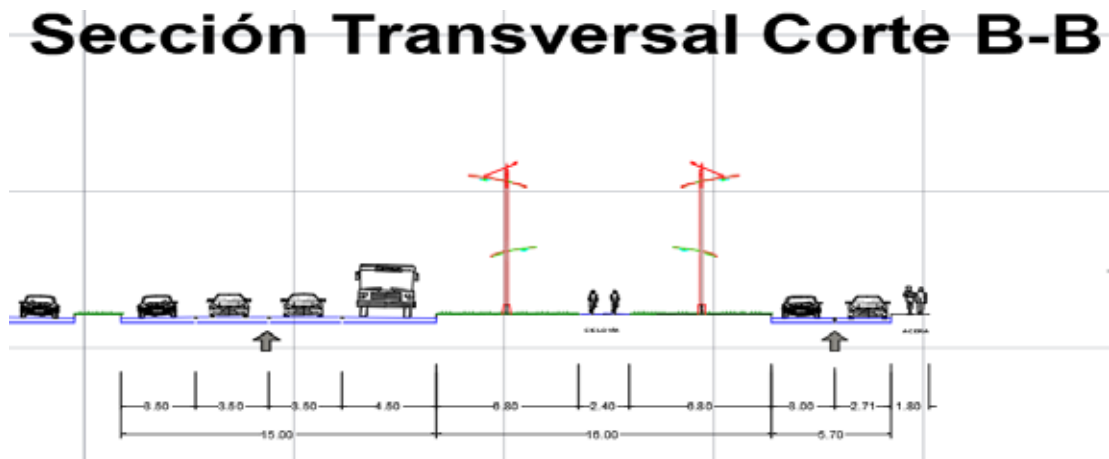 Sección Transversal Corte B-B
CICLOVÍA
ACERA
3.50 3.50 3.50 4.50 6.80 2.40 6.80 3.00 2.71 1.80
15.00 16.00 5.70